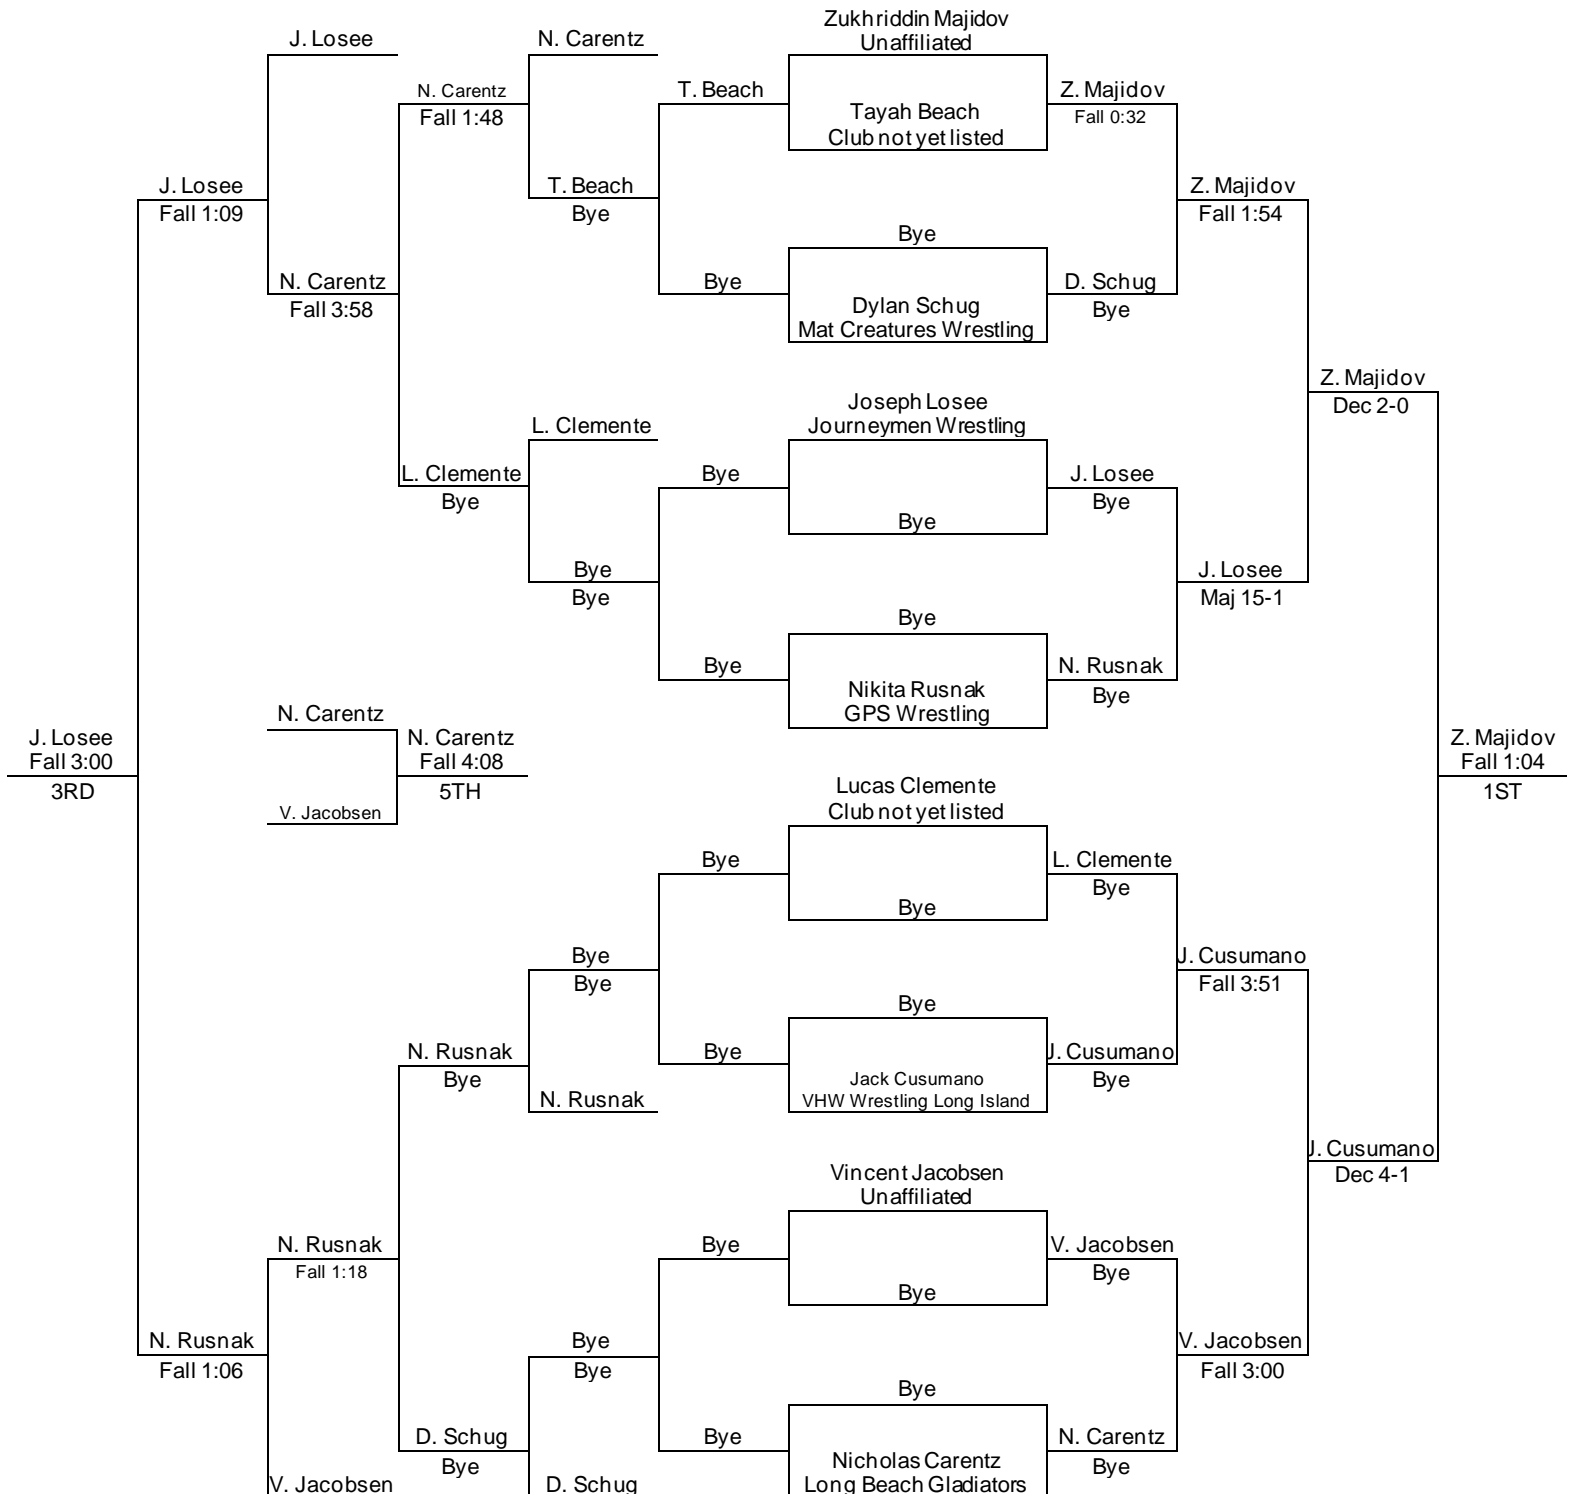 Zukhriddin Majidov
Unaffiliated
J. Losee
N. Carentz
N. Carentz
Fall 1:48
T. Beach
Tayah Beach
Club not yet listed
Z. Majidov
Fall 0:32
J. Losee
Fall 1:09
T. Beach
Bye
Z. Majidov
Fall 1:54
Bye
N. Carentz
Fall 3:58
Bye
Dylan Schug
Mat Creatures Wrestling
D. Schug
Bye
Z. Majidov
Dec 2-0
Joseph Losee
Journeymen Wrestling
L. Clemente
L. Clemente
Bye
Bye
Bye
J. Losee
Bye
Bye
Bye
J. Losee
Maj 15-1
Bye
Bye
Nikita Rusnak
GPS Wrestling
N. Rusnak
Bye
J. Losee
Fall 3:00
3RD
N. Carentz
V. Jacobsen
N. Carentz
Fall 4:08
5TH
Z. Majidov
Fall 1:04
1ST
Lucas Clemente
Club not yet listed
Bye
Bye
L. Clemente
Bye
Bye
Bye
J. Cusumano
Fall 3:51
Bye
N. Rusnak
Bye
Bye
Jack Cusumano
VHW Wrestling Long Island
J. Cusumano
Bye
N. Rusnak
J. Cusumano
Dec 4-1
Vincent Jacobsen
Unaffiliated
N. Rusnak
Fall 1:18
Bye
Bye
V. Jacobsen
Bye
N. Rusnak
Fall 1:06
Bye
Bye
V. Jacobsen
Fall 3:00
Bye
D. Schug
Bye
Bye
Nicholas Carentz
Long Beach Gladiators
N. Carentz
Bye
V. Jacobsen
D. Schug